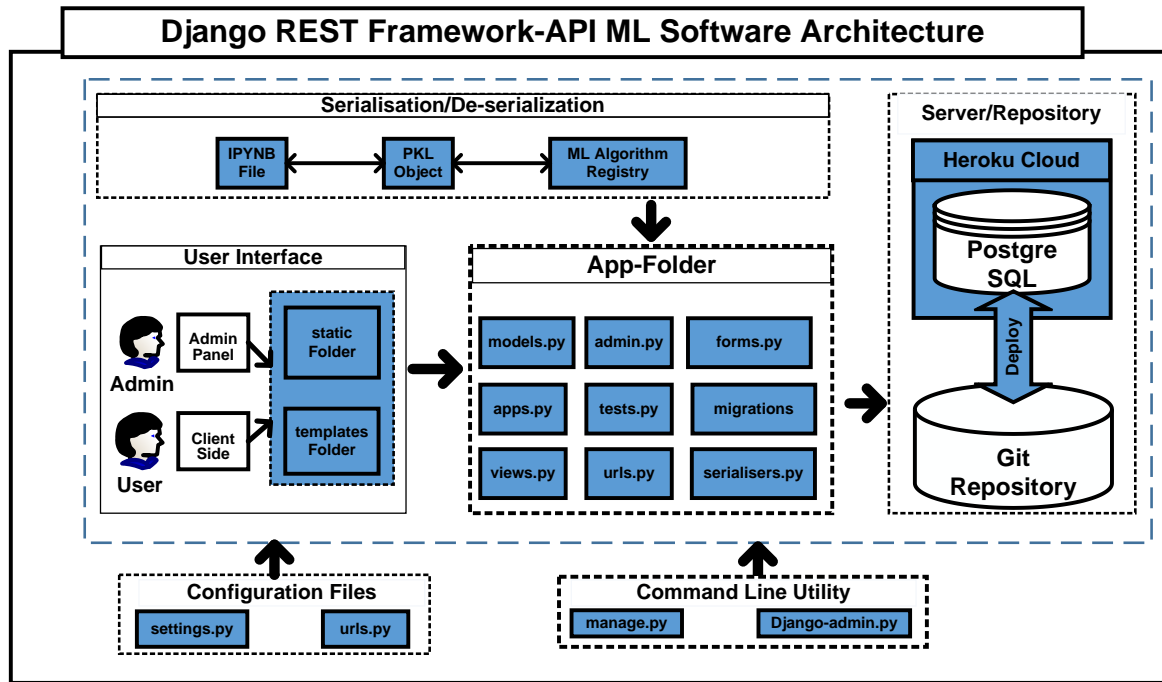 Django REST Framework-API ML Software Architecture
Serialisation/De-serialization
IPYNB
File
PKL
Object
ML Algorithm
Registry
Server/Repository
Heroku Cloud
Postgre
SQL
Deploy
Git
Repository
User Interface
Admin
Admin
Panel
static
Folder
User
Client
Side
templates
Folder
App-Folder
models.py
admin.py
forms.py
apps.py
tests.py
migrations
views.py
urls.py
serialisers.py
Configuration Files
settings.py
urls.py
Command Line Utility
manage.py
Django-admin.py